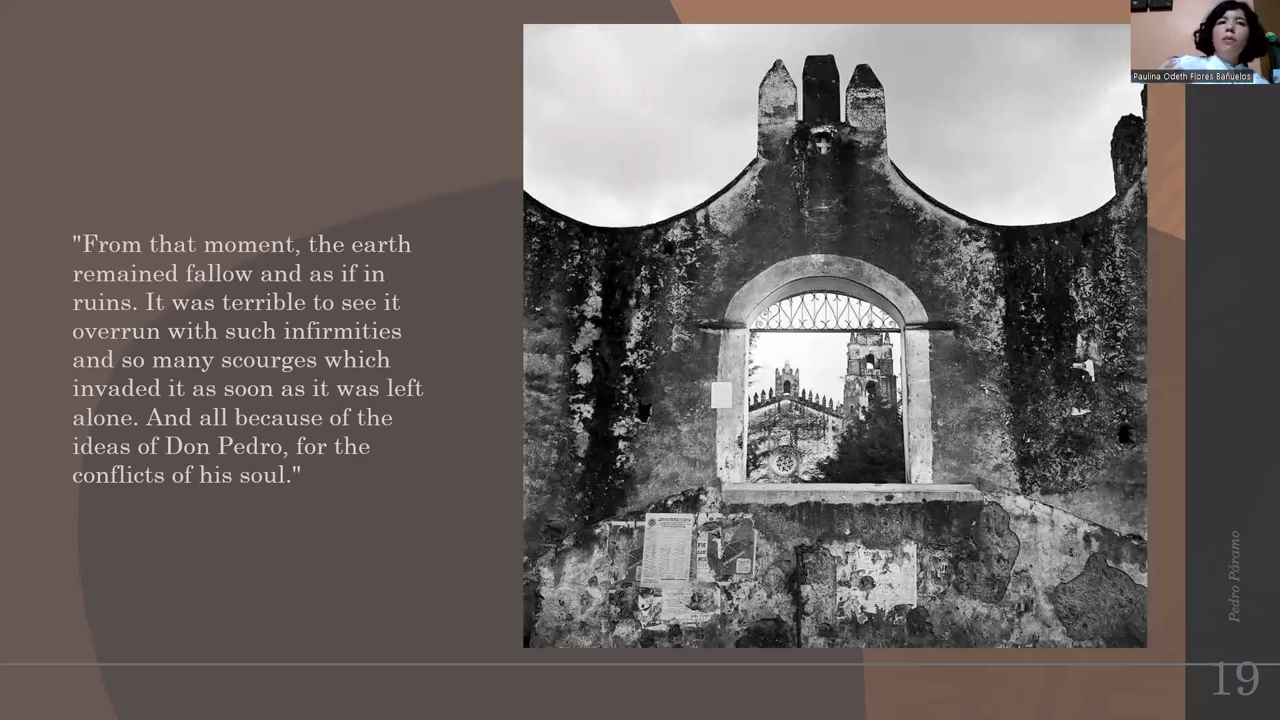 Paulina Odeth Flores Bañuelos
"From that moment, the earth
remained fallow and as if in
ruins. It was terrible to see it
overrun with such infirmities
and so many scourges which
invaded it as soon as it was left
alone. And all because of the
ideas of Don Pedro, for the
conflicts of his soul."
Pedro Páramo
19